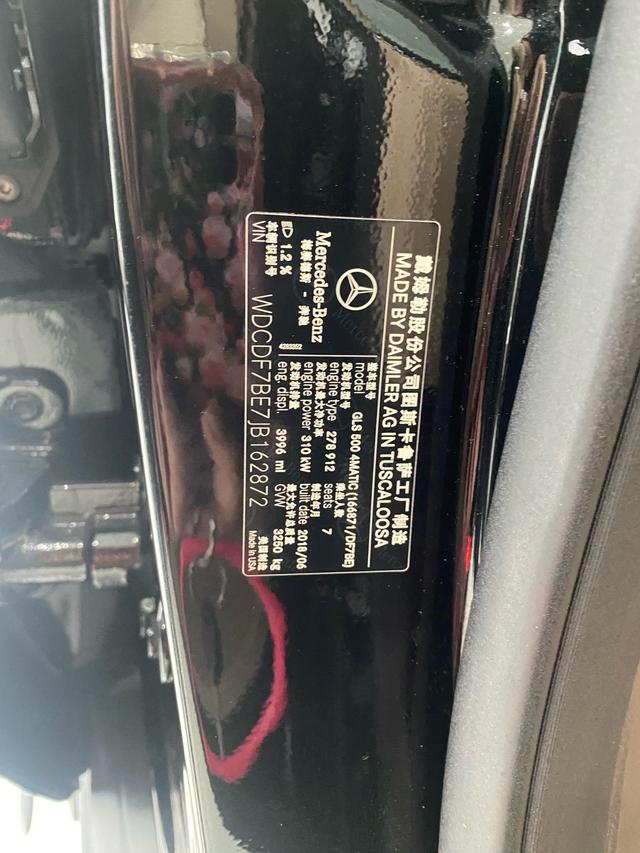 戴姆勒股份公司图斯卡鲁萨工厂制造
MADE BY DAIMLER AG IN TUSCALOOSA
整车型号
model GLS 500 4MATIC (166871/DF7BE)
Mercedes-Benz
梅赛德斯 - 奔驰
发动机型号
engine type 278 912
乘坐人数
seats 7
发动机最大净功率
engine power 310 kW
制造年月
built date 2018/06
1.2 %
发动机排量
eng. displ. 3996 ml
最大允许总质量
GVW 3250 kg
车辆识别号
VIN WDCDF7BE7JB162872
美国制造
Made in USA